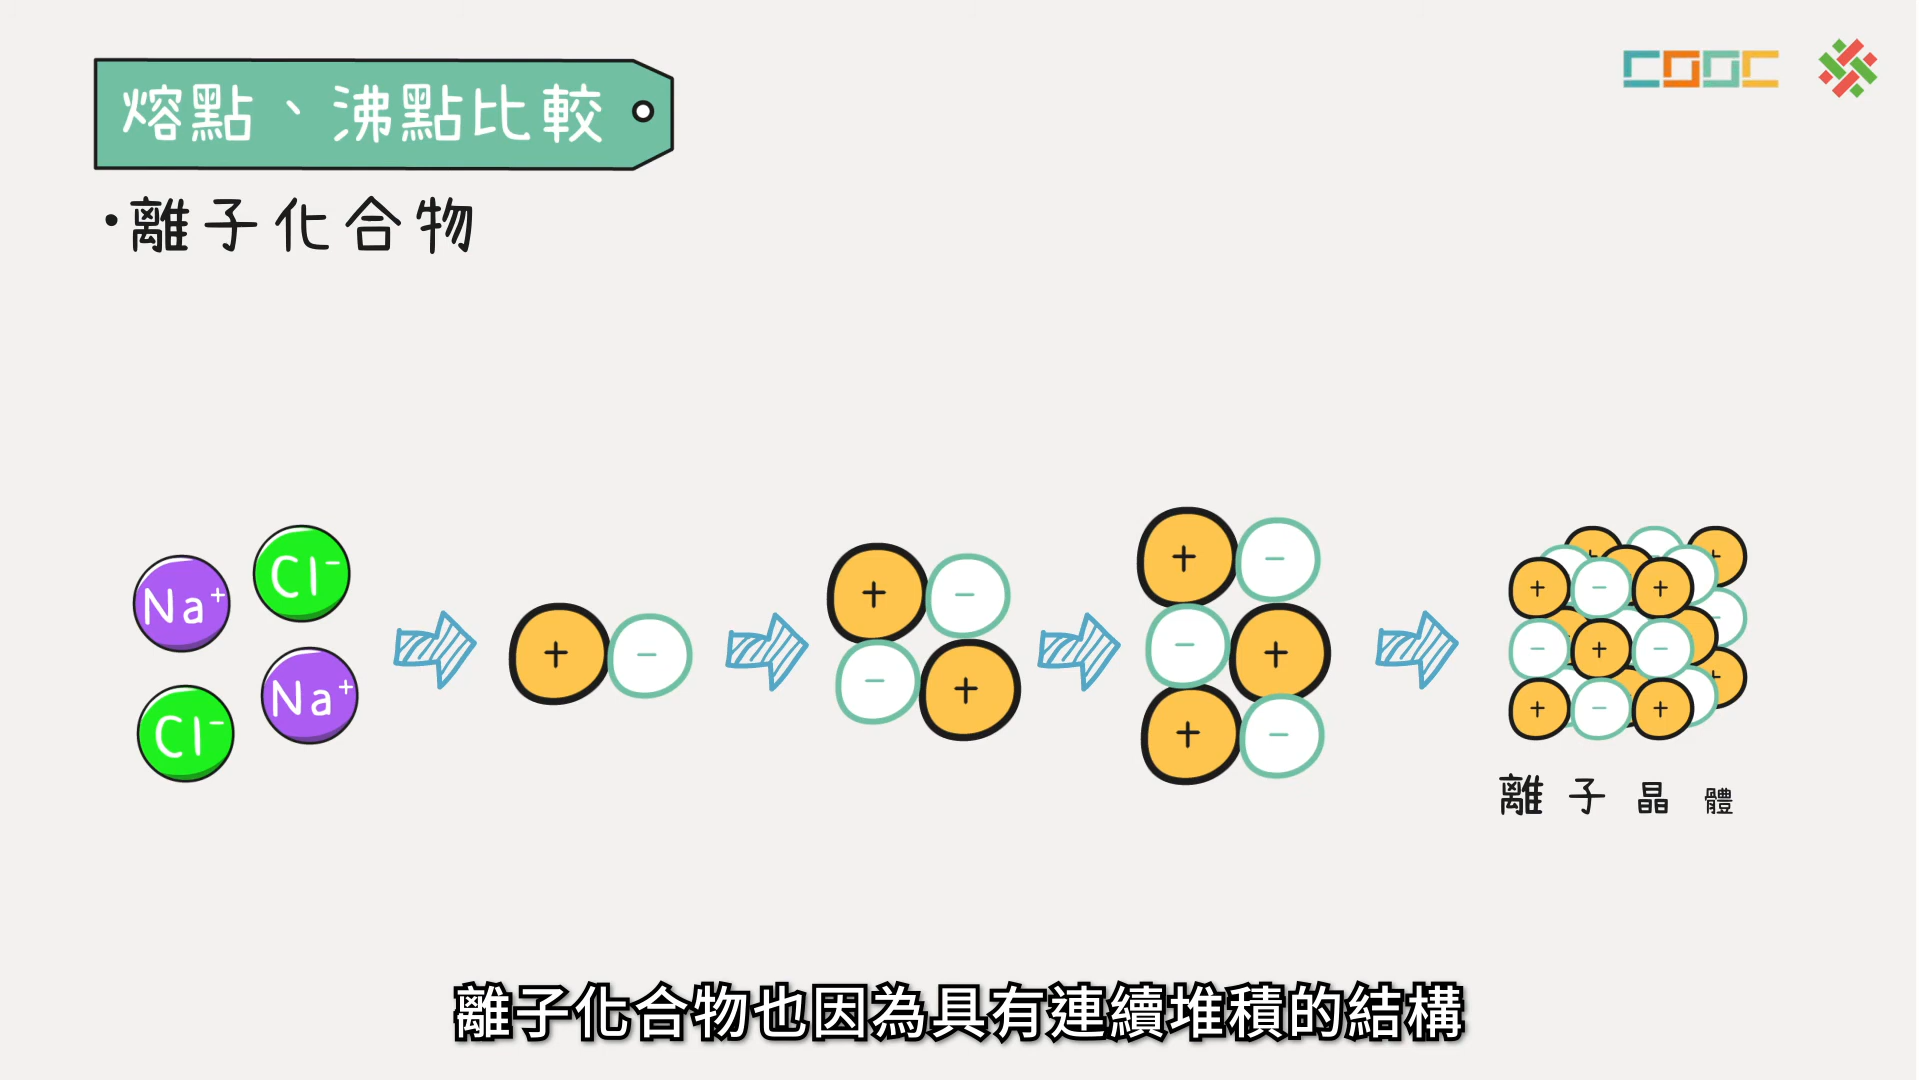 熔點、沸點比較
COOC
•離子化合物
Na⁺
Cl⁻
Cl⁻
Na⁺
+ −
+ −
− +
+ −
− +
+ −
+ − +
+ − +
− + −
+ − +
離子晶體
離子化合物也因為具有連續堆積的結構